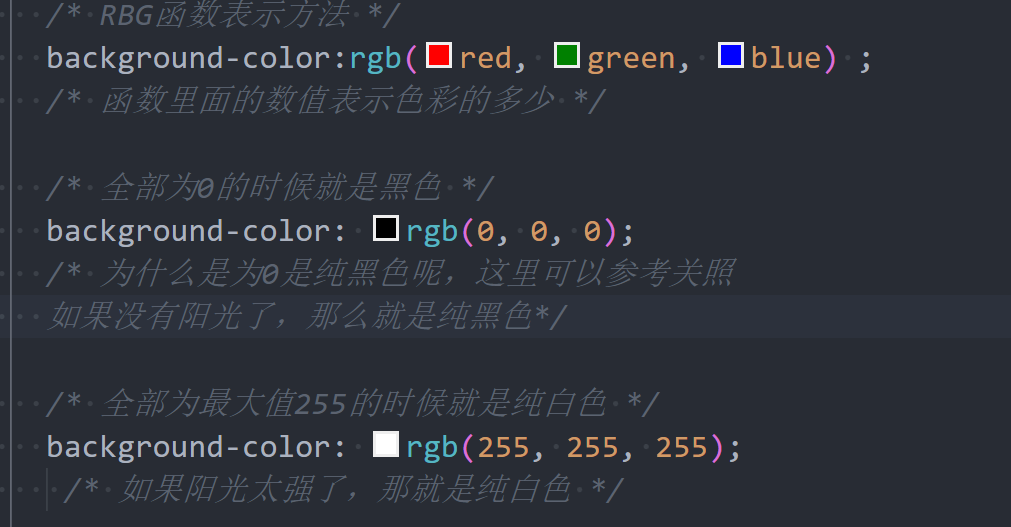 /* RBG函数表示方法 */
background-color:rgb(red, green, blue) ;
/* 函数里面的数值表示色彩的多少 */
/* 全部为0的时候就是黑色 */
background-color: rgb(0, 0, 0);
/* 为什么是为0是纯黑色呢，这里可以参考关照
如果没有阳光了，那么就是纯黑色*/
/* 全部为最大值255的时候就是纯白色 */
background-color: rgb(255, 255, 255);
/* 如果阳光太强了，那就是纯白色 */